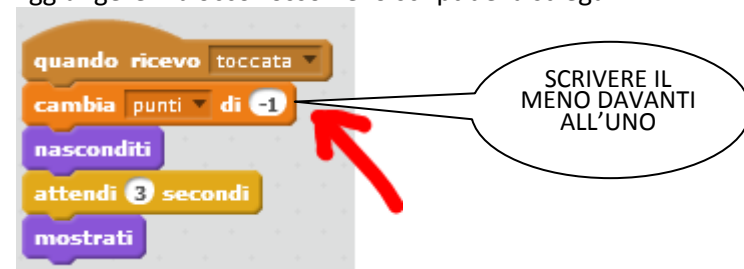 quando ricevo toccata
cambia punti di -1
nasconditi
attendi 3 secondi
mostrati
SCRIVERE IL
MENO DAVANTI
ALL'UNO